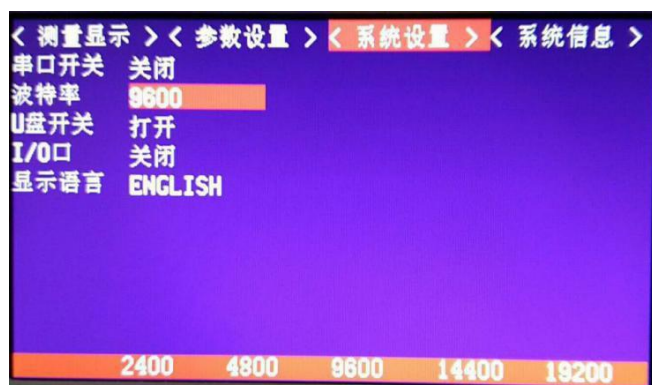 < 测量显示 > < 参数设置 > < 系统设置 > < 系统信息 >
串口开关 关闭
波特率 9600
U盘开关 打开
I/O口 关闭
显示语言 ENGLISH
2400 4800 9600 14400 19200